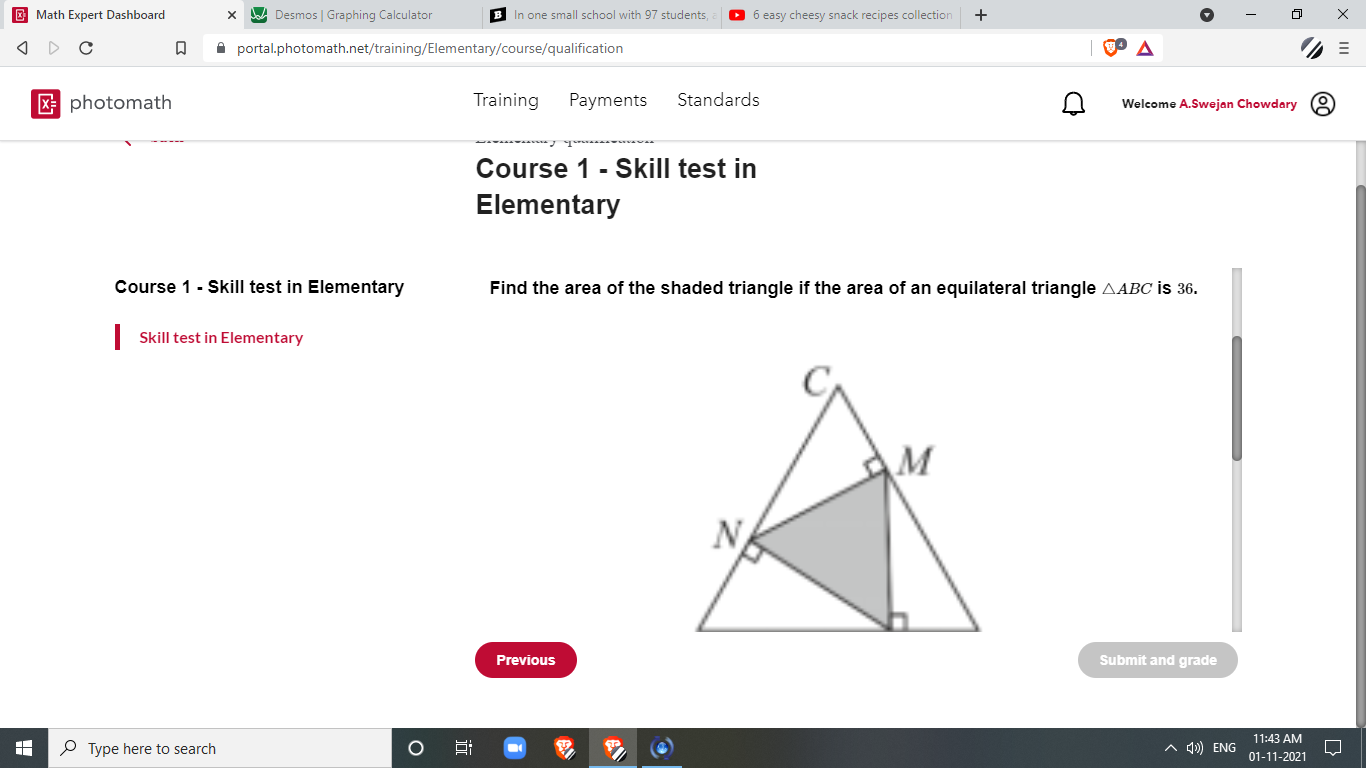 Math Expert Dashboard
Desmos | Graphing Calculator
In one small school with 97 students, a
6 easy cheesy snack recipes collection
portal.photomath.net/training/Elementary/course/qualification
4
photomath
Training Payments Standards
Welcome A.Swejan Chowdary
Elementary qualification
Course 1 - Skill test in
Elementary
Course 1 - Skill test in Elementary
Skill test in Elementary
Find the area of the shaded triangle if the area of an equilateral triangle △ABC is 36.
C
M
N
Previous
Submit and grade
Type here to search
ENG
11:43 AM
01-11-2021